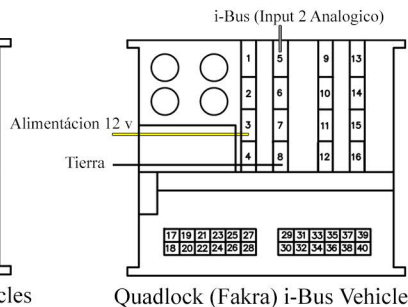 i-Bus (Input 2 Analogico)
1 5 9 13
2 6 10 14
Alimentácion 12 v
3 7 11 15
Tierra
4 8 12 16
17 19 21 23 25 27 29 31 33 35 37 39
18 20 22 24 26 28 30 32 34 36 38 40
cles
Quadlock (Fakra) i-Bus Vehicle